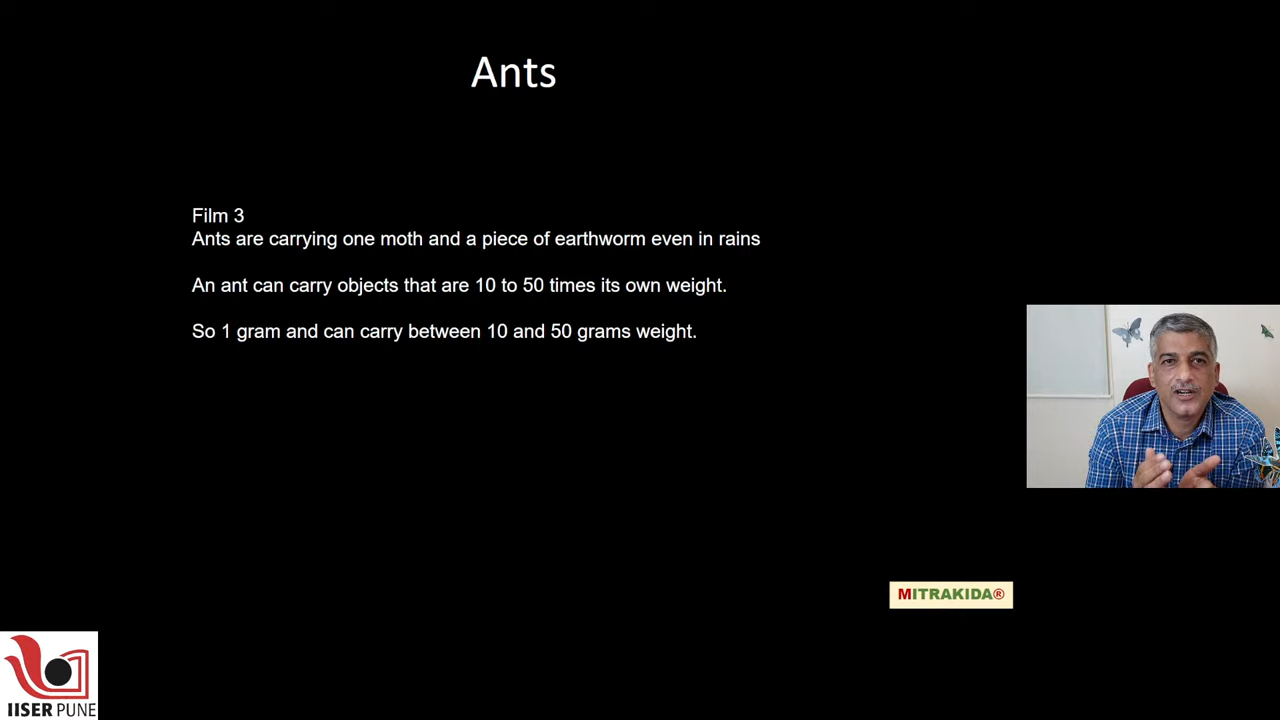 Ants
Film 3
Ants are carrying one moth and a piece of earthworm even in rains
An ant can carry objects that are 10 to 50 times its own weight.
So 1 gram and can carry between 10 and 50 grams weight.
MITRAKIDA®
IISER PUNE